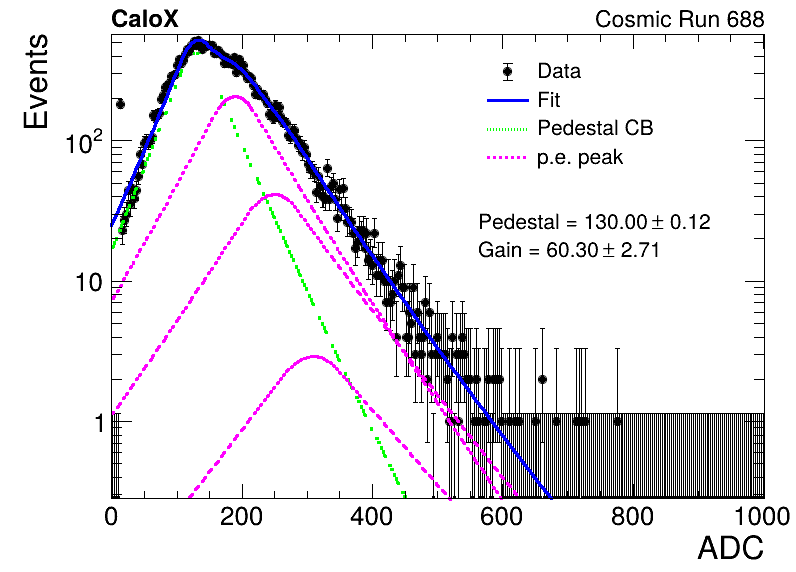 CaloX Cosmic Run 688
Events
Data
Fit
Pedestal CB
p.e. peak
Pedestal = 130.00 ± 0.12
Gain = 60.30 ± 2.71
10²
10
1
0 200 400 600 800 1000
ADC